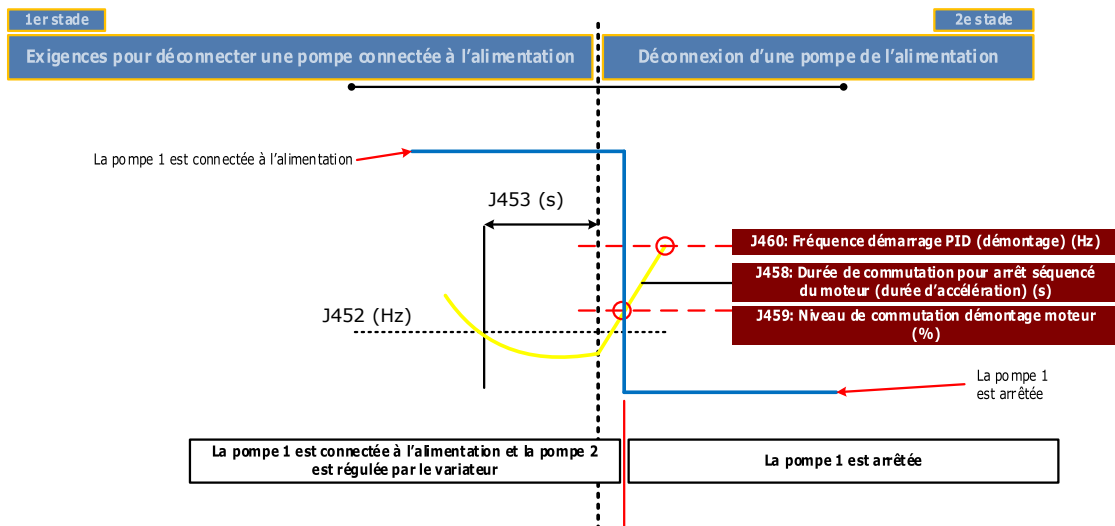 1er stade
2e stade
Exigences pour déconnecter une pompe connectée à l'alimentation
Déconnexion d'une pompe de l'alimentation
La pompe 1 est connectée à l'alimentation
J453 (s)
J460: Fréquence démarrage PID (démontage) (Hz)
J458: Durée de commutation pour arrêt séquencé
du moteur (durée d'accélération) (s)
J452 (Hz)
J459: Niveau de commutation démontage moteur
(%)
La pompe 1
est arrêtée
La pompe 1 est connectée à l'alimentation et la pompe 2
est régulée par le variateur
La pompe 1 est arrêtée